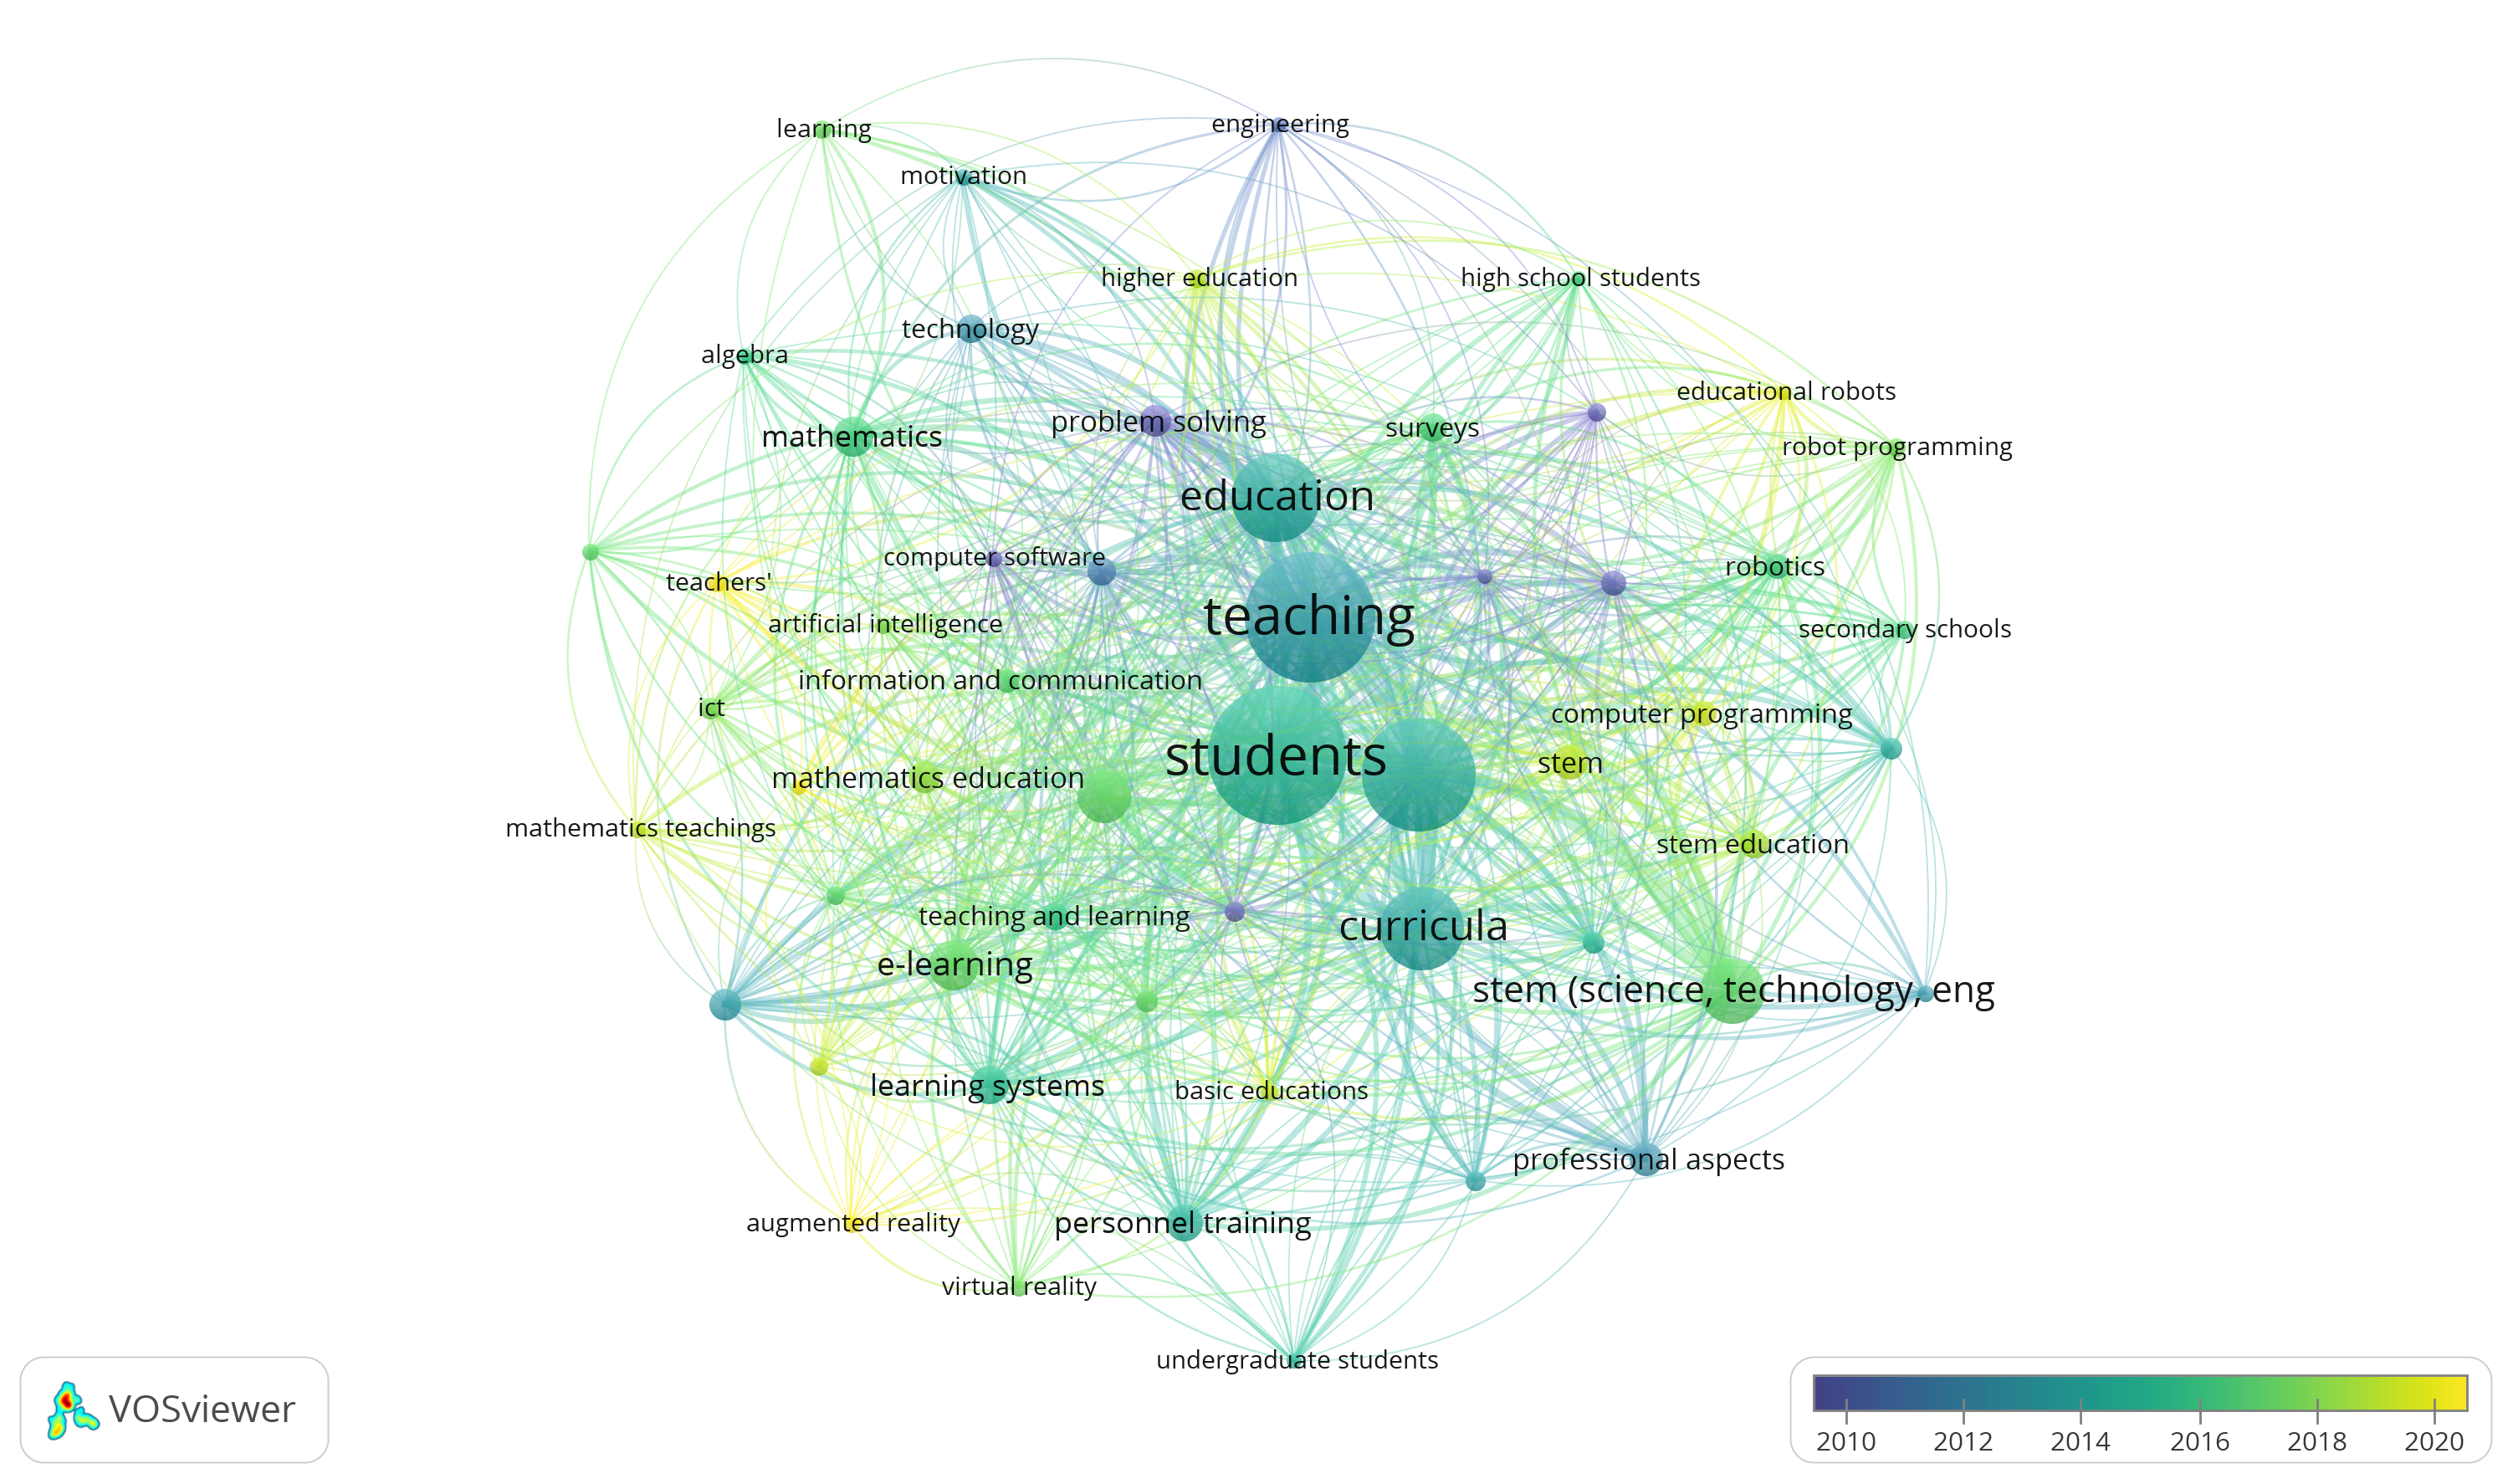 learning
engineering
motivation
higher education
high school students
technology
algebra
educational robots
problem solving
surveys
mathematics
robot programming
education
computer software
robotics
teachers'
teaching
artificial intelligence
secondary schools
information and communication
ict
computer programming
students
stem
mathematics education
mathematics teachings
stem education
teaching and learning
curricula
e-learning
stem (science, technology, eng
learning systems
basic educations
professional aspects
augmented reality
personnel training
virtual reality
undergraduate students
VOSviewer
2010 2012 2014 2016 2018 2020